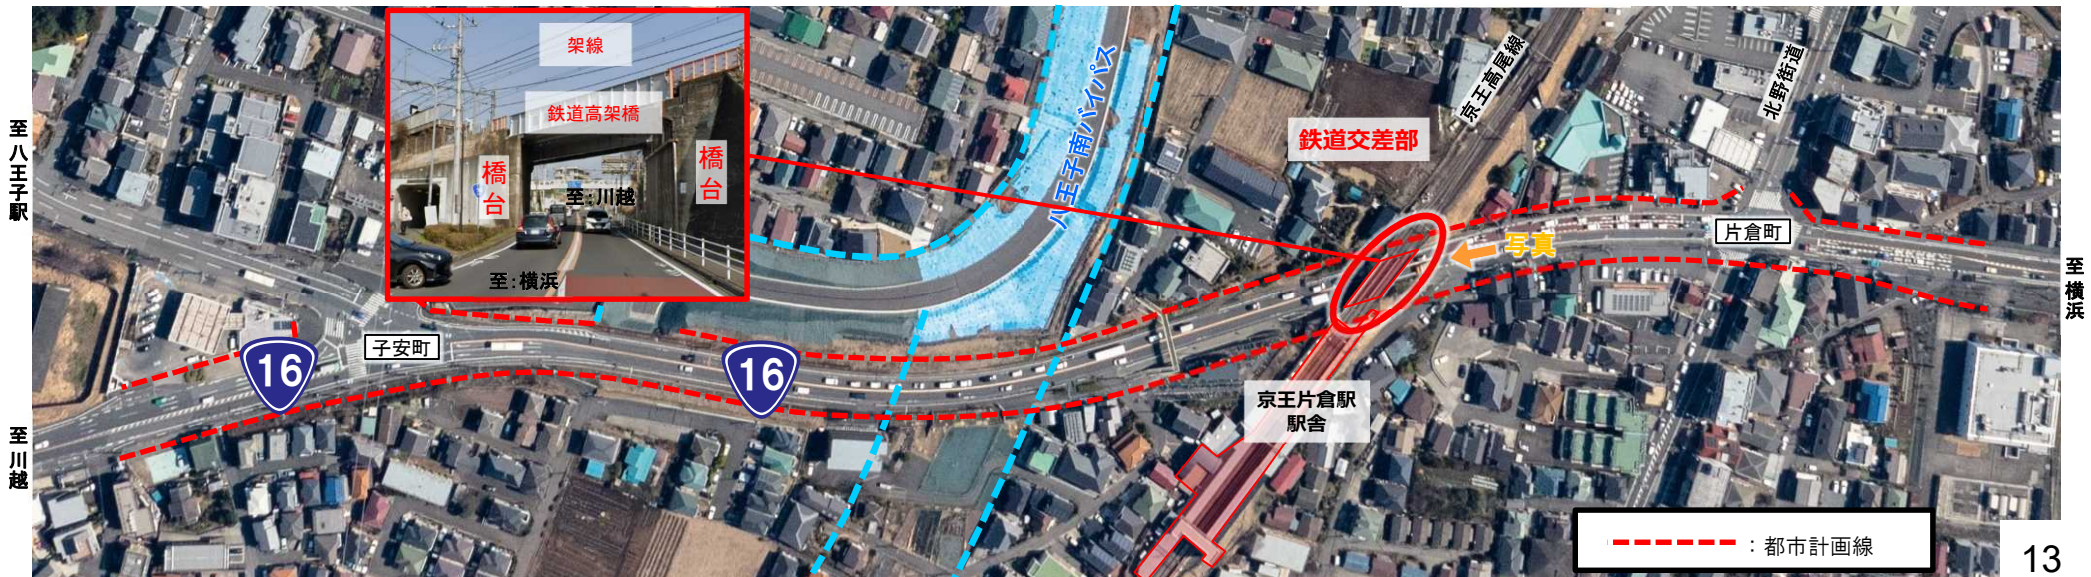 架線
鉄道高架橋
橋台
橋台
至:川越
至:横浜
八王子南バイパス
京王高尾線
北野街道
鉄道交差部
写真
片倉町
至八王子駅
至横浜
子安町
16
16
京王片倉駅
駅舎
至川越
:都市計画線
13